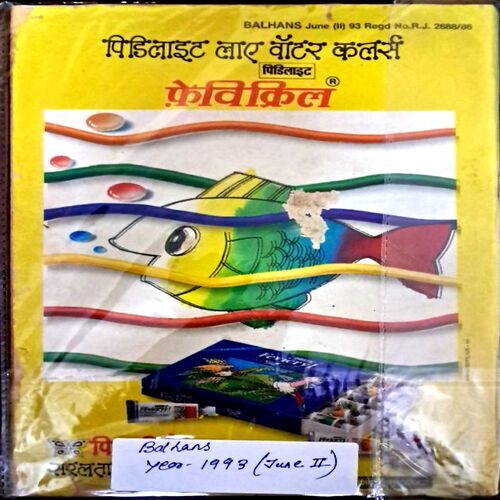 BALHANS June (II) 93 Regd No.R.J. 2688/86
पिडिलाइट लाए वॉटर कलर्स
पिडिलाइट
फ़ेविक्रिल ®
Balhans
Year - 1993 (June II)